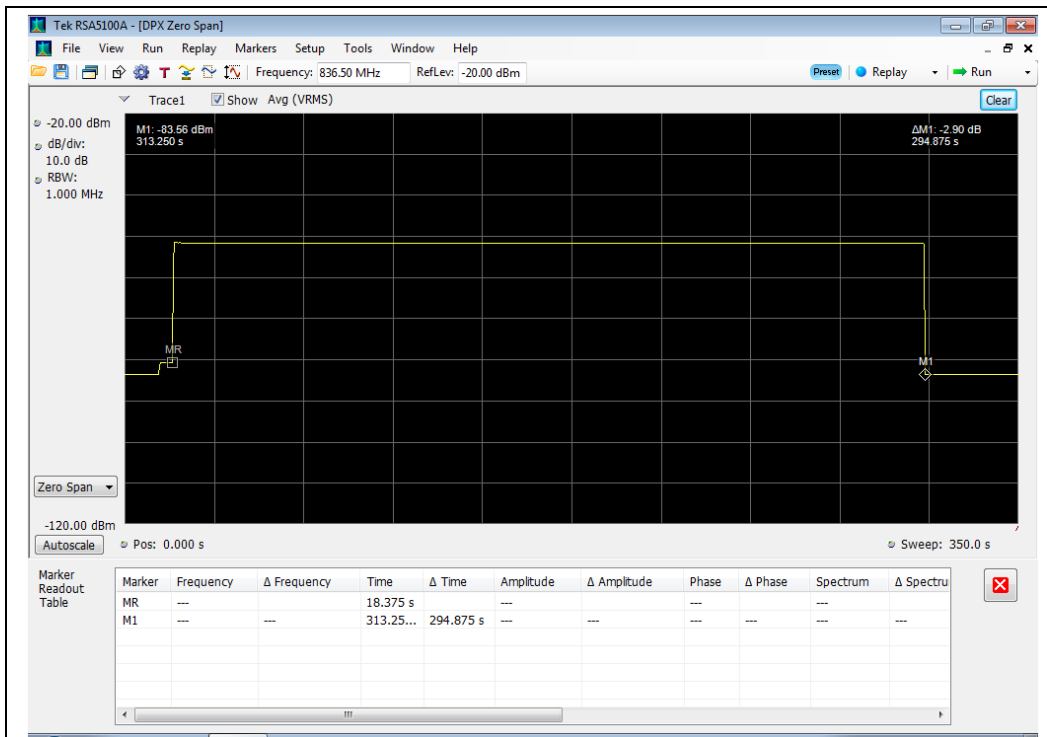 Tek RSA5100A - [DPX Zero Span]
File View Run Replay Markers Setup Tools Window Help
T Frequency: 836.50 MHz RefLev: -20.00 dBm Preset Replay Run
Trace1 Show Avg (VRMS) Clear
-20.00 dBm
dB/div:
10.0 dB
RBW:
1.000 MHz
M1: -83.56 dBm
313.250 s
ΔM1: -2.90 dB
294.875 s
MR
M1
Zero Span
-120.00 dBm
Autoscale Pos: 0.000 s Sweep: 350.0 s
Marker
Readout
Table
Marker Frequency Δ Frequency Time Δ Time Amplitude Δ Amplitude Phase Δ Phase Spectrum Δ Spectru
MR --- 18.375 s --- --- ---
M1 --- --- 313.25... 294.875 s --- --- --- --- --- ---